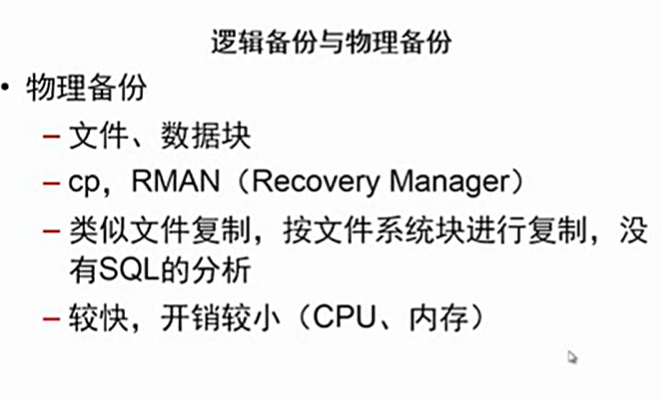 逻辑备份与物理备份
• 物理备份
– 文件、数据块
– cp，RMAN（Recovery Manager）
– 类似文件复制，按文件系统块进行复制，没
有SQL的分析
– 较快，开销较小（CPU、内存）